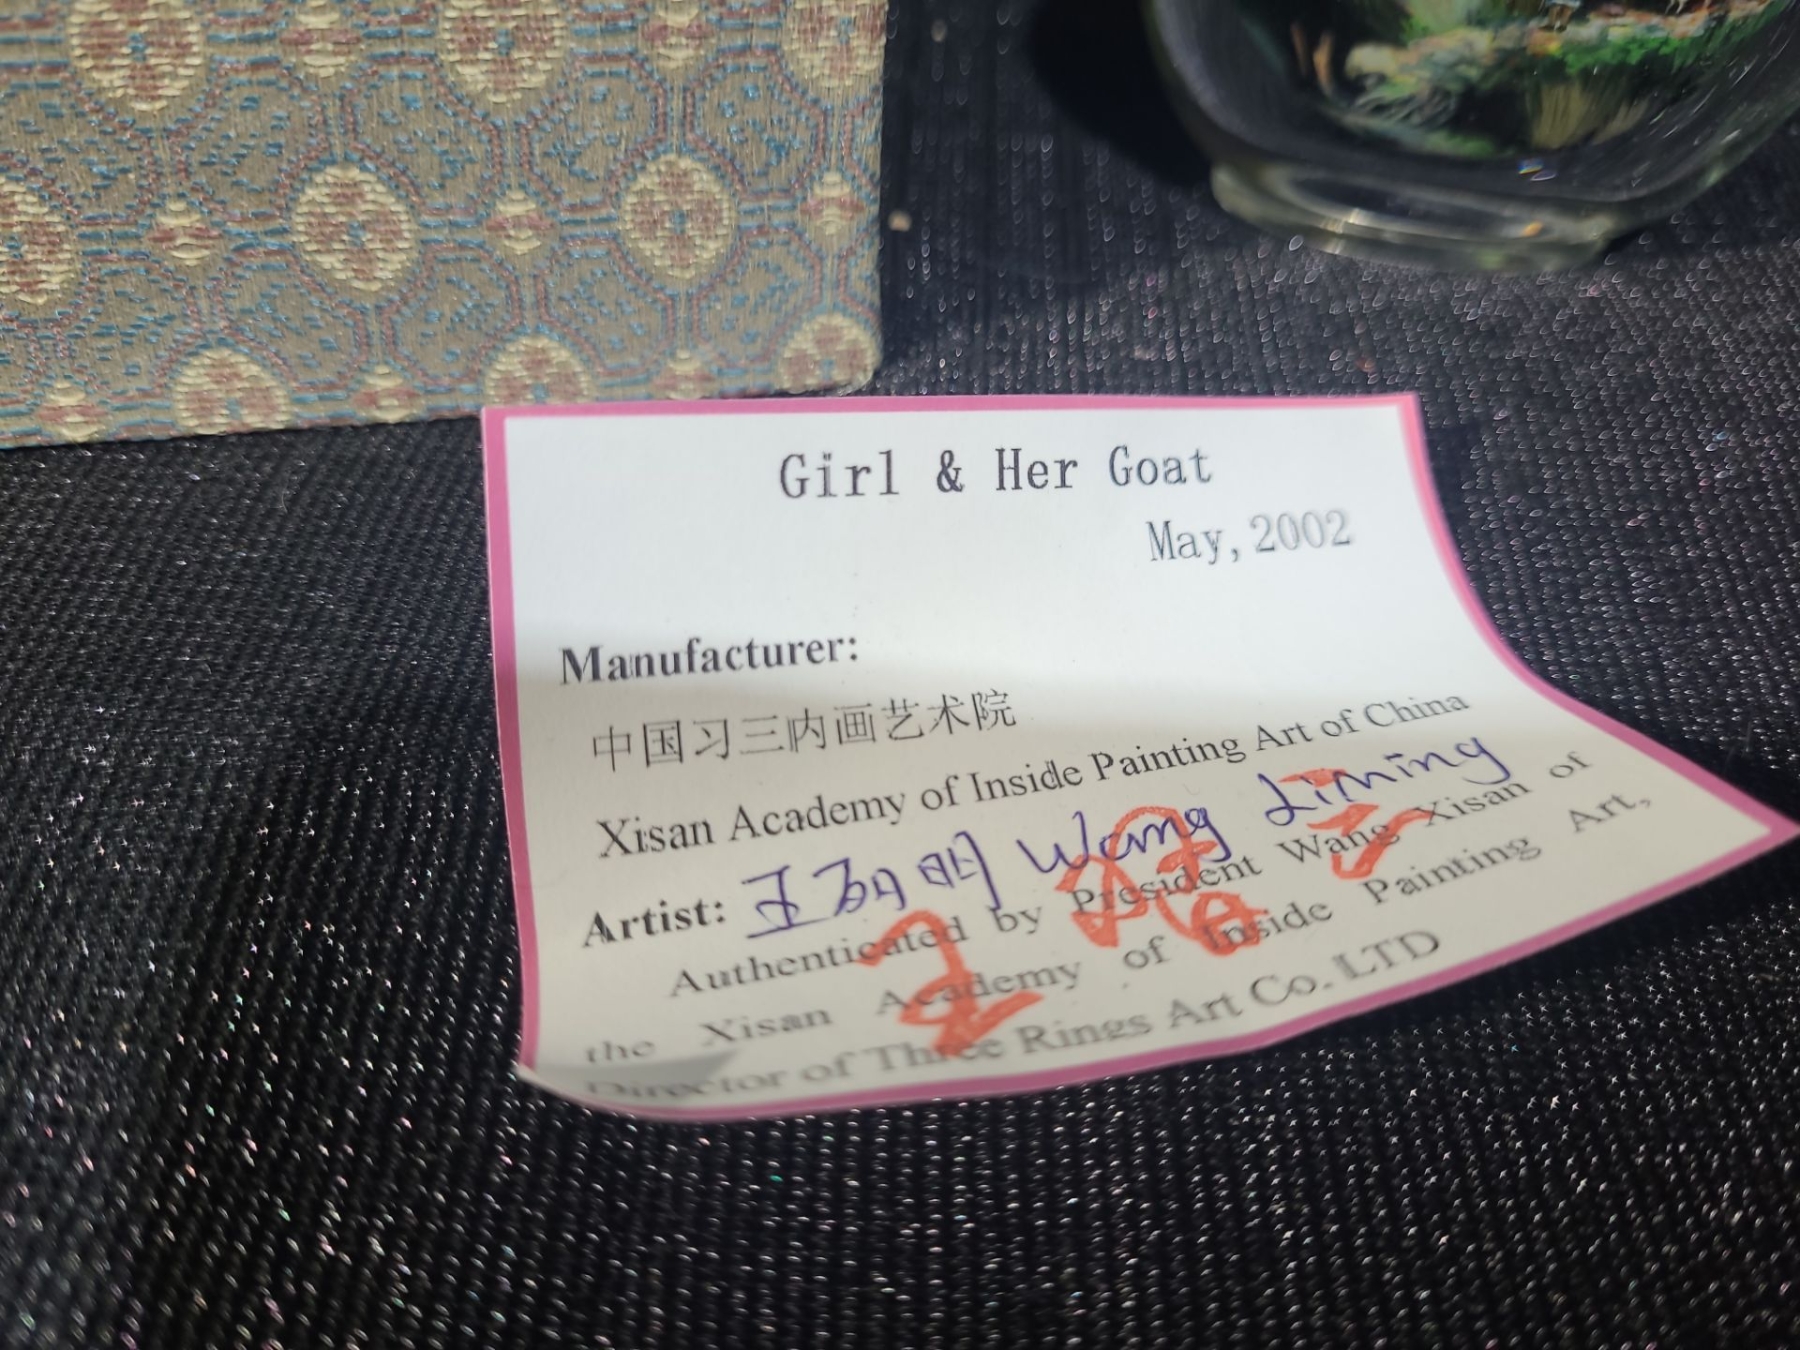 Girl & Her Goat
May, 2002
Manufacturer:
中国习三内画艺术院
Xisan Academy of Inside Painting Art of China
Artist: 王励明 Wang Liming
Authenticated by President Wang Xisan of
the Xisan Academy of Inside Painting Art,
Director of Three Rings Art Co. LTD